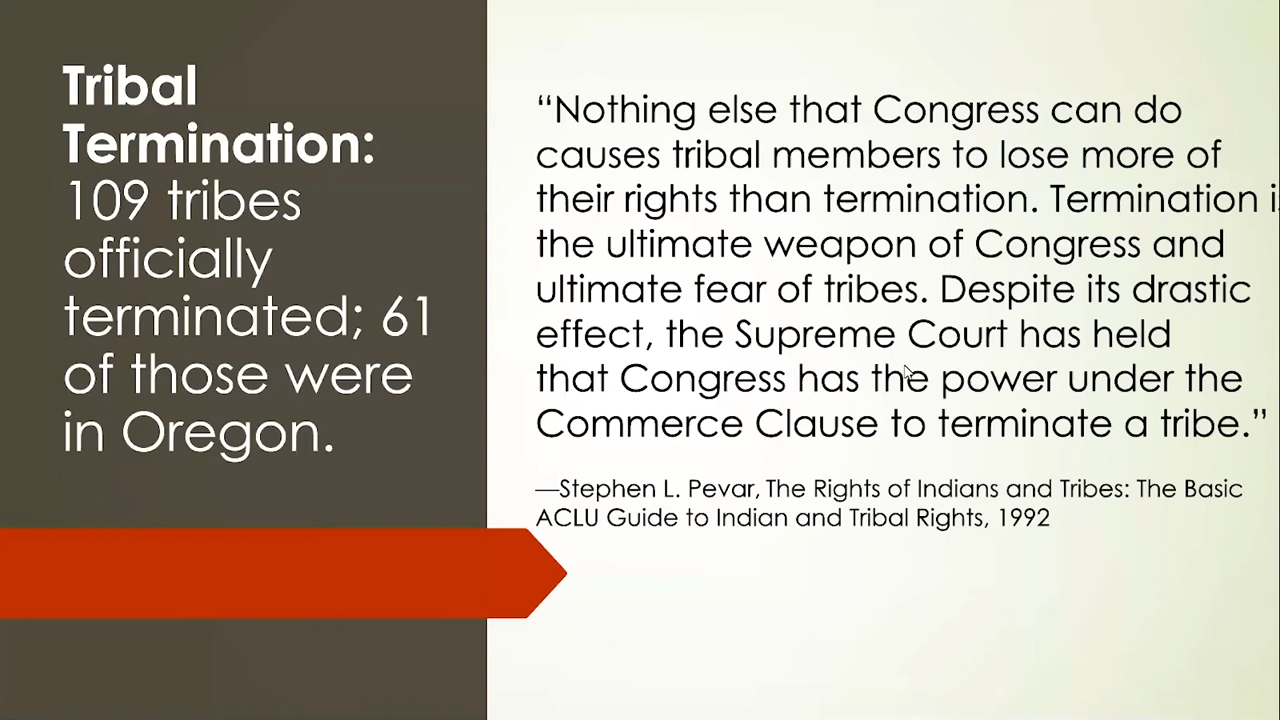 Tribal
Termination:
109 tribes
officially
terminated; 61
of those were
in Oregon.
“Nothing else that Congress can do
causes tribal members to lose more of
their rights than termination. Termination is
the ultimate weapon of Congress and
ultimate fear of tribes. Despite its drastic
effect, the Supreme Court has held
that Congress has the power under the
Commerce Clause to terminate a tribe.”
—Stephen L. Pevar, The Rights of Indians and Tribes: The Basic
ACLU Guide to Indian and Tribal Rights, 1992